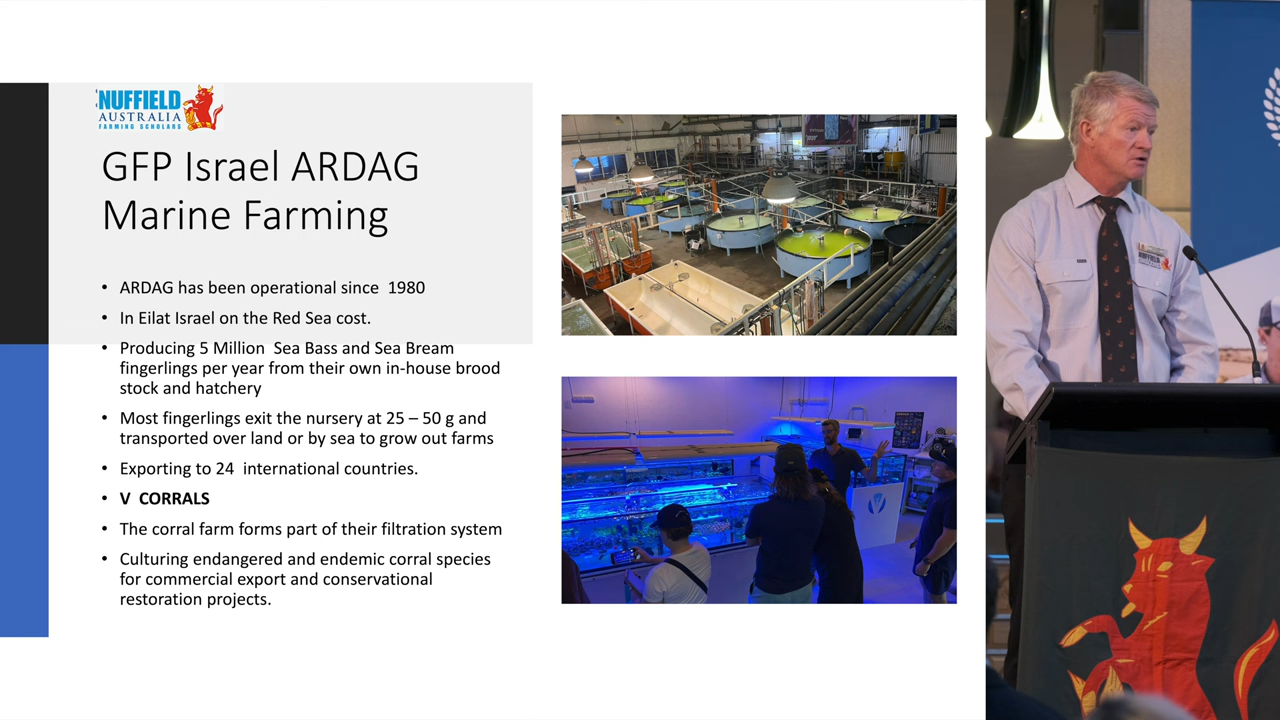 NUFFIELD
AUSTRALIA
FARMING SCHOLARS
GFP Israel ARDAG
Marine Farming
• ARDAG has been operational since 1980
• In Eilat Israel on the Red Sea cost.
• Producing 5 Million Sea Bass and Sea Bream
fingerlings per year from their own in-house brood
stock and hatchery
• Most fingerlings exit the nursery at 25 – 50 g and
transported over land or by sea to grow out farms
• Exporting to 24 international countries.
• V CORRALS
• The corral farm forms part of their filtration system
• Culturing endangered and endemic corral species
for commercial export and conservational
restoration projects.
NUFFIELD